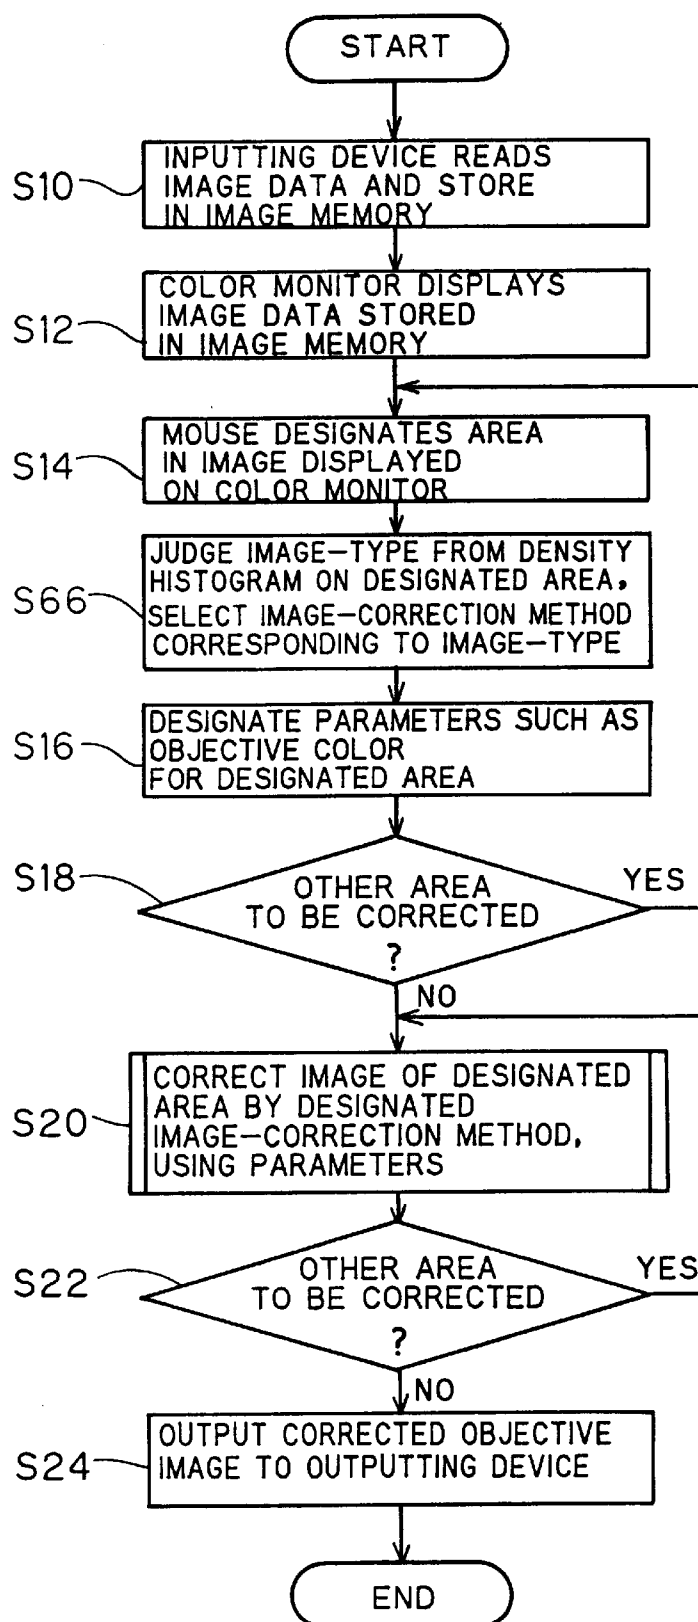 START
S10
INPUTTING DEVICE READS
IMAGE DATA AND STORE
IN IMAGE MEMORY
S12
COLOR MONITOR DISPLAYS
IMAGE DATA STORED
IN IMAGE MEMORY
S14
MOUSE DESIGNATES AREA
IN IMAGE DISPLAYED
ON COLOR MONITOR
S66
JUDGE IMAGE-TYPE FROM DENSITY
HISTOGRAM ON DESIGNATED AREA.
SELECT IMAGE-CORRECTION METHOD
CORRESPONDING TO IMAGE-TYPE
S16
DESIGNATE PARAMETERS SUCH AS
OBJECTIVE COLOR
FOR DESIGNATED AREA
S18
OTHER AREA
TO BE CORRECTED
?
YES
NO
S20
CORRECT IMAGE OF DESIGNATED
AREA BY DESIGNATED
IMAGE-CORRECTION METHOD,
USING PARAMETERS
S22
OTHER AREA
TO BE CORRECTED
?
YES
NO
S24
OUTPUT CORRECTED OBJECTIVE
IMAGE TO OUTPUTTING DEVICE
END